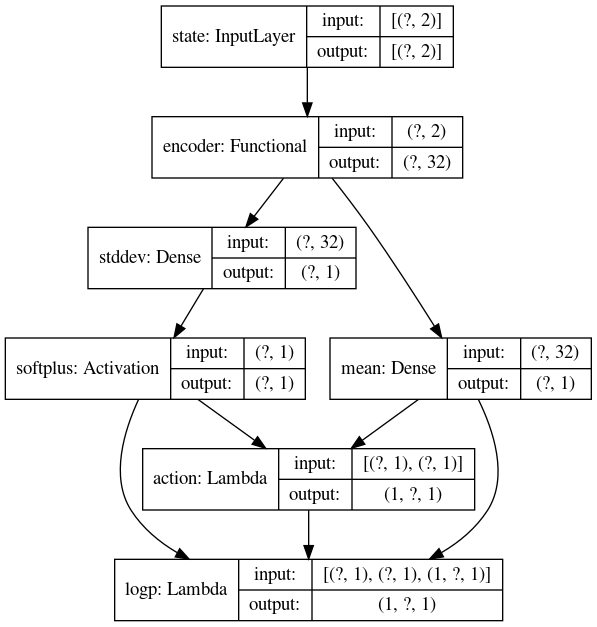 state: InputLayer
input: [(?, 2)]
output: [(?, 2)]
encoder: Functional
input: (?, 2)
output: (?, 32)
stddev: Dense
input: (?, 32)
output: (?, 1)
softplus: Activation
input: (?, 1)
output: (?, 1)
mean: Dense
input: (?, 32)
output: (?, 1)
action: Lambda
input: [(?, 1), (?, 1)]
output: (1, ?, 1)
logp: Lambda
input: [(?, 1), (?, 1), (1, ?, 1)]
output: (1, ?, 1)